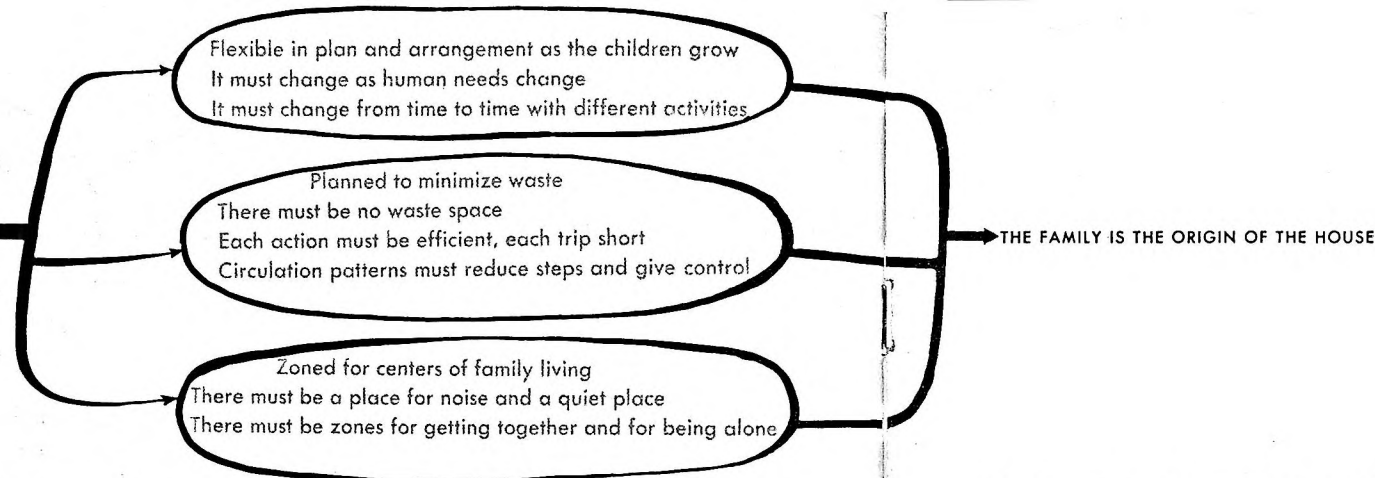 Flexible in plan and arrangement as the children grow
It must change as human needs change
It must change from time to time with different activities
Planned to minimize waste
There must be no waste space
Each action must be efficient, each trip short
Circulation patterns must reduce steps and give control
Zoned for centers of family living
There must be a place for noise and a quiet place
There must be zones for getting together and for being alone
THE FAMILY IS THE ORIGIN OF THE HOUSE